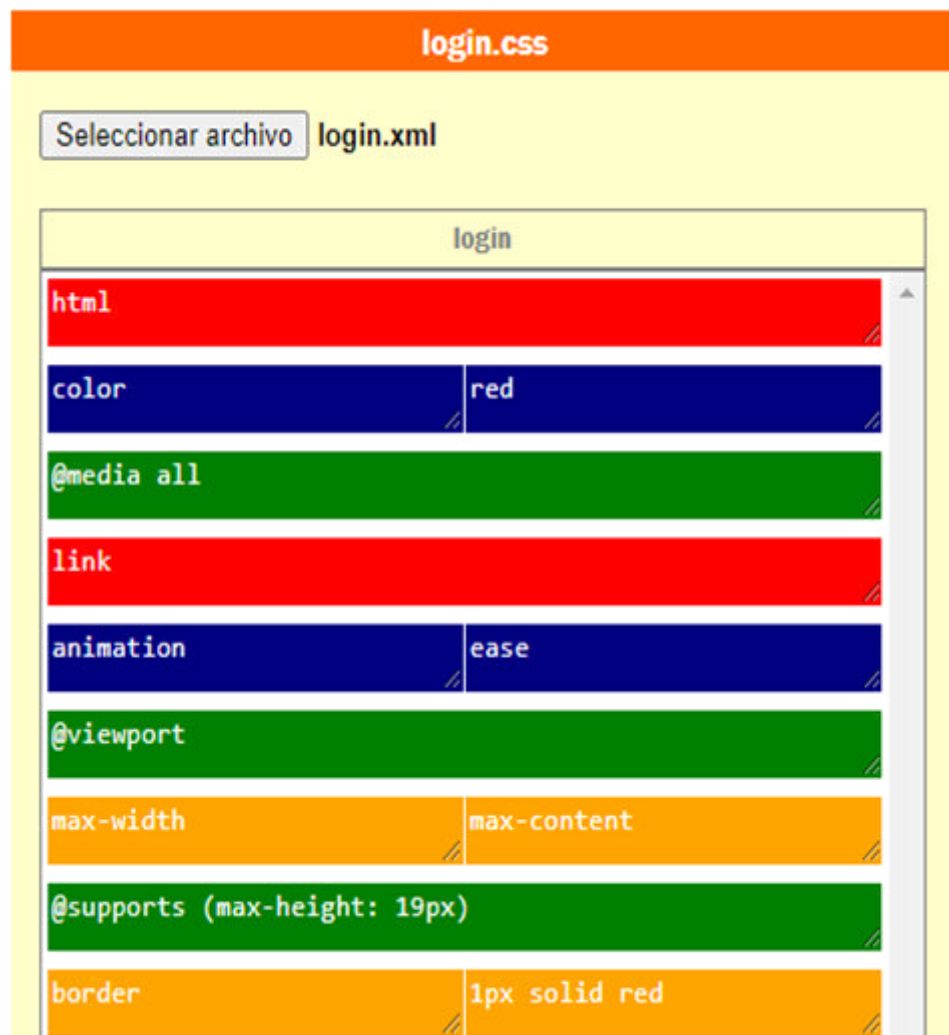 login.css
Seleccionar archivo login.xml
login
html
color red
@media all
link
animation ease
@viewport
max-width max-content
@supports (max-height: 19px)
border 1px solid red